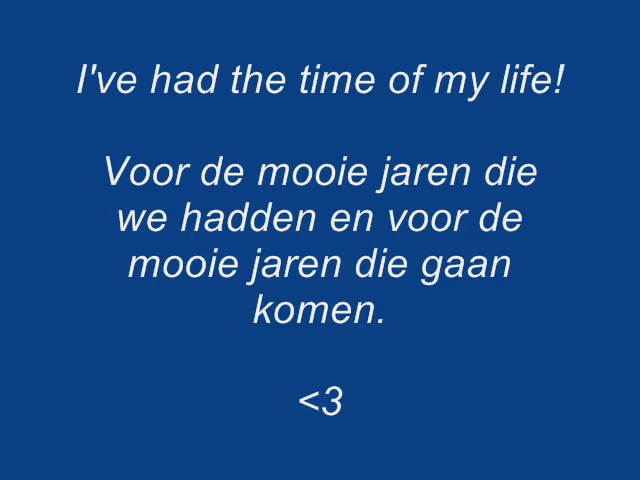 I've had the time of my life!
Voor de mooie jaren die
we hadden en voor de
mooie jaren die gaan
komen.
<3